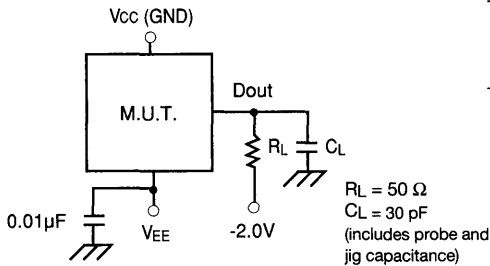 Vcc (GND)
M.U.T.
Dout
RL
CL
0.01µF
VEE
-2.0V
RL = 50 Ω
CL = 30 pF
(includes probe and
jig capacitance)